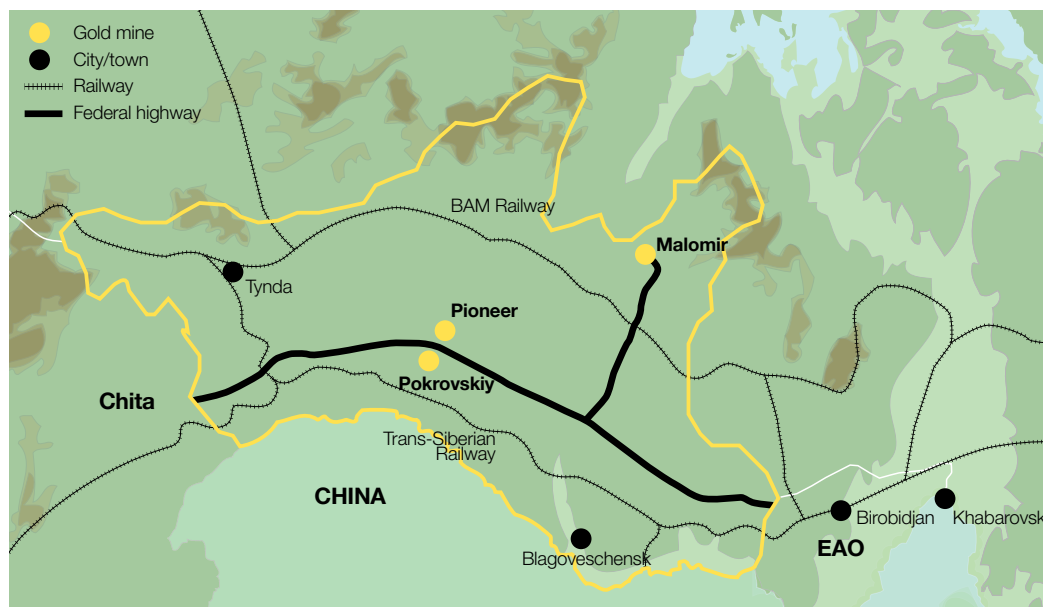 Gold mine
City/town
Railway
Federal highway
BAM Railway
Malomir
Tynda
Pioneer
Pokrovskiy
Chita
Trans-Siberian
Railway
CHINA
Birobidjan
Khabarovsk
EAO
Blagoveschensk